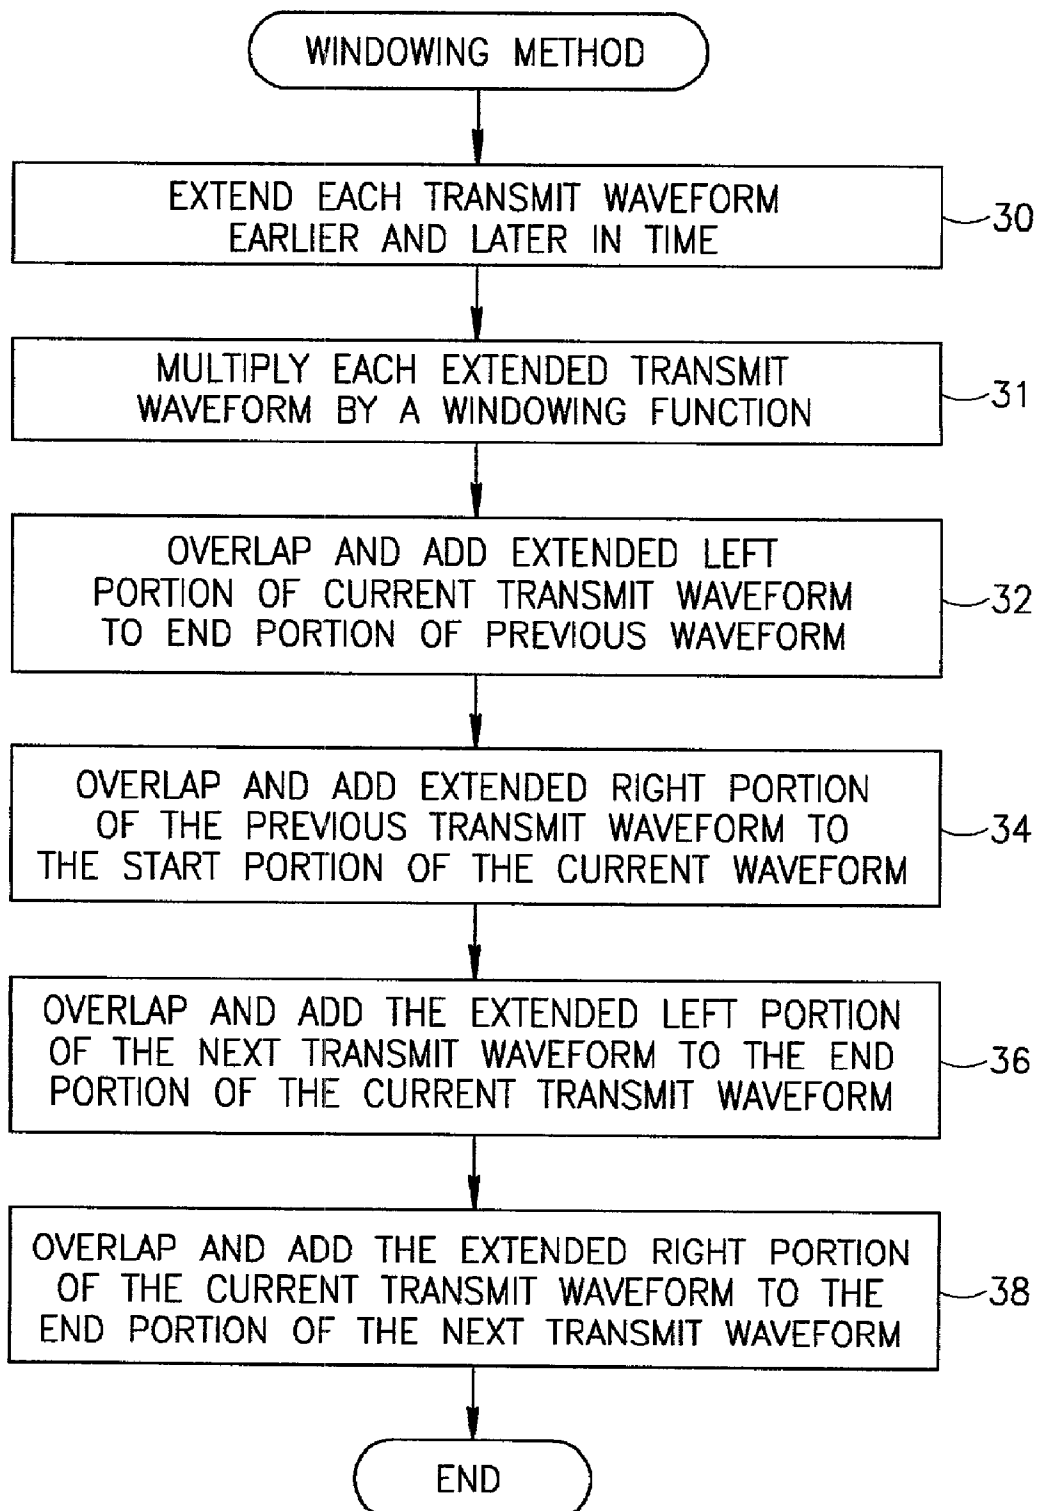 WINDOWING METHOD
EXTEND EACH TRANSMIT WAVEFORM
EARLIER AND LATER IN TIME
30
MULTIPLY EACH EXTENDED TRANSMIT
WAVEFORM BY A WINDOWING FUNCTION
31
OVERLAP AND ADD EXTENDED LEFT
PORTION OF CURRENT TRANSMIT WAVEFORM
TO END PORTION OF PREVIOUS WAVEFORM
32
OVERLAP AND ADD EXTENDED RIGHT PORTION
OF THE PREVIOUS TRANSMIT WAVEFORM TO
THE START PORTION OF THE CURRENT WAVEFORM
34
OVERLAP AND ADD THE EXTENDED LEFT PORTION
OF THE NEXT TRANSMIT WAVEFORM TO THE END
PORTION OF THE CURRENT TRANSMIT WAVEFORM
36
OVERLAP AND ADD THE EXTENDED RIGHT PORTION
OF THE CURRENT TRANSMIT WAVEFORM TO THE
END PORTION OF THE NEXT TRANSMIT WAVEFORM
38
END